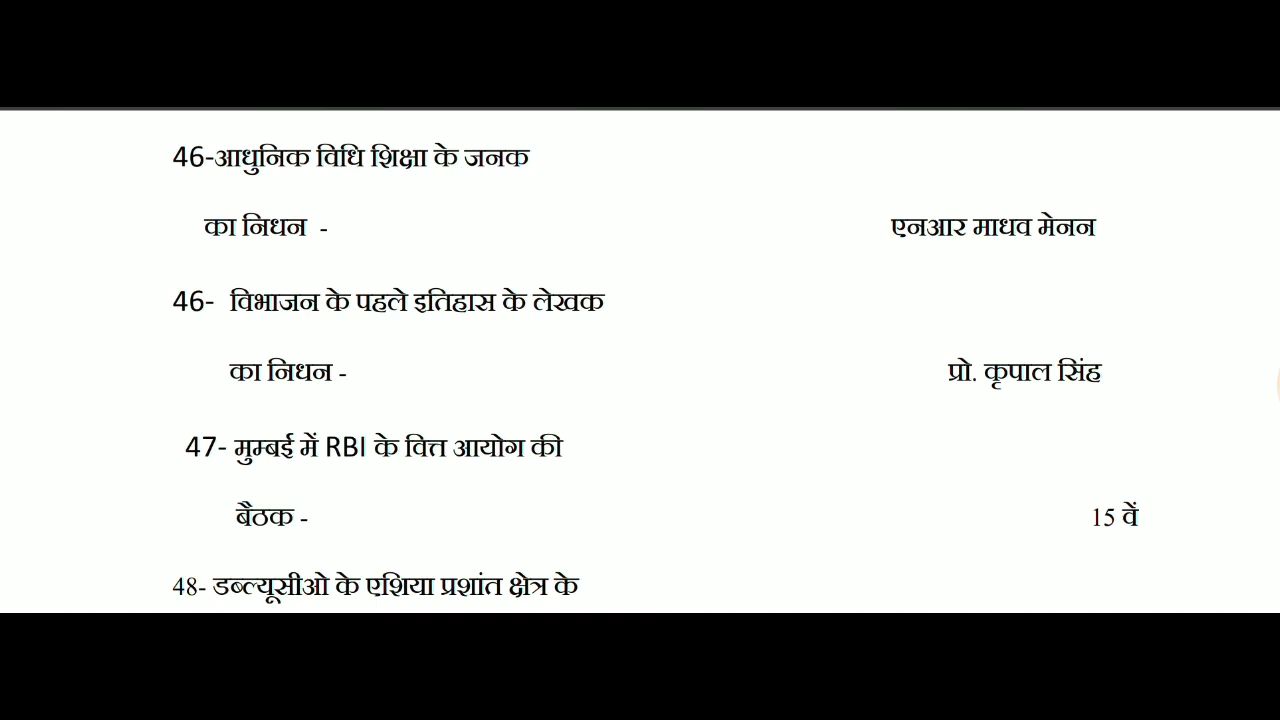 46-आधुनिक विधि शिक्षा के जनक
का निधन - एनआर माधव मेनन
46- विभाजन के पहले इतिहास के लेखक
का निधन - प्रो. कृपाल सिंह
47- मुम्बई में RBI के वित्त आयोग की
बैठक - 15 वें
48- डब्ल्यूसीओ के एशिया प्रशांत क्षेत्र के